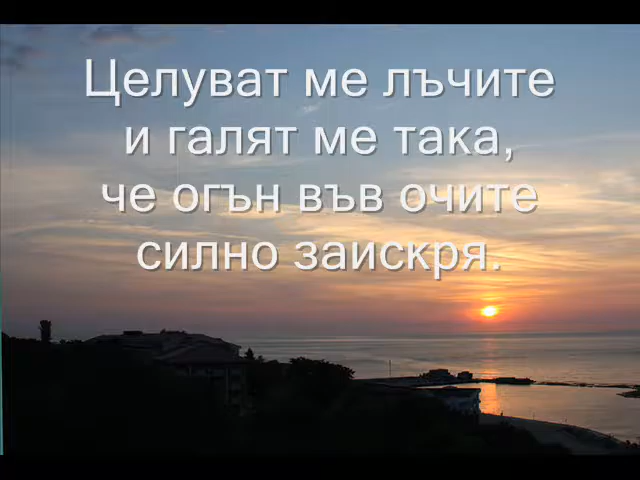 Целуват ме лъчите
и галят ме така,
че огън във очите
силно заискря.